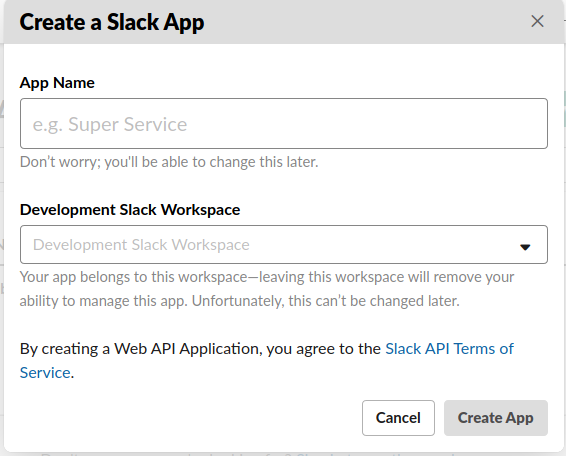 Create a Slack App
App Name
e.g. Super Service
Don't worry; you'll be able to change this later.
Development Slack Workspace
Development Slack Workspace
Your app belongs to this workspace—leaving this workspace will remove your
ability to manage this app. Unfortunately, this can't be changed later.
By creating a Web API Application, you agree to the Slack API Terms of
Service.
Cancel
Create App